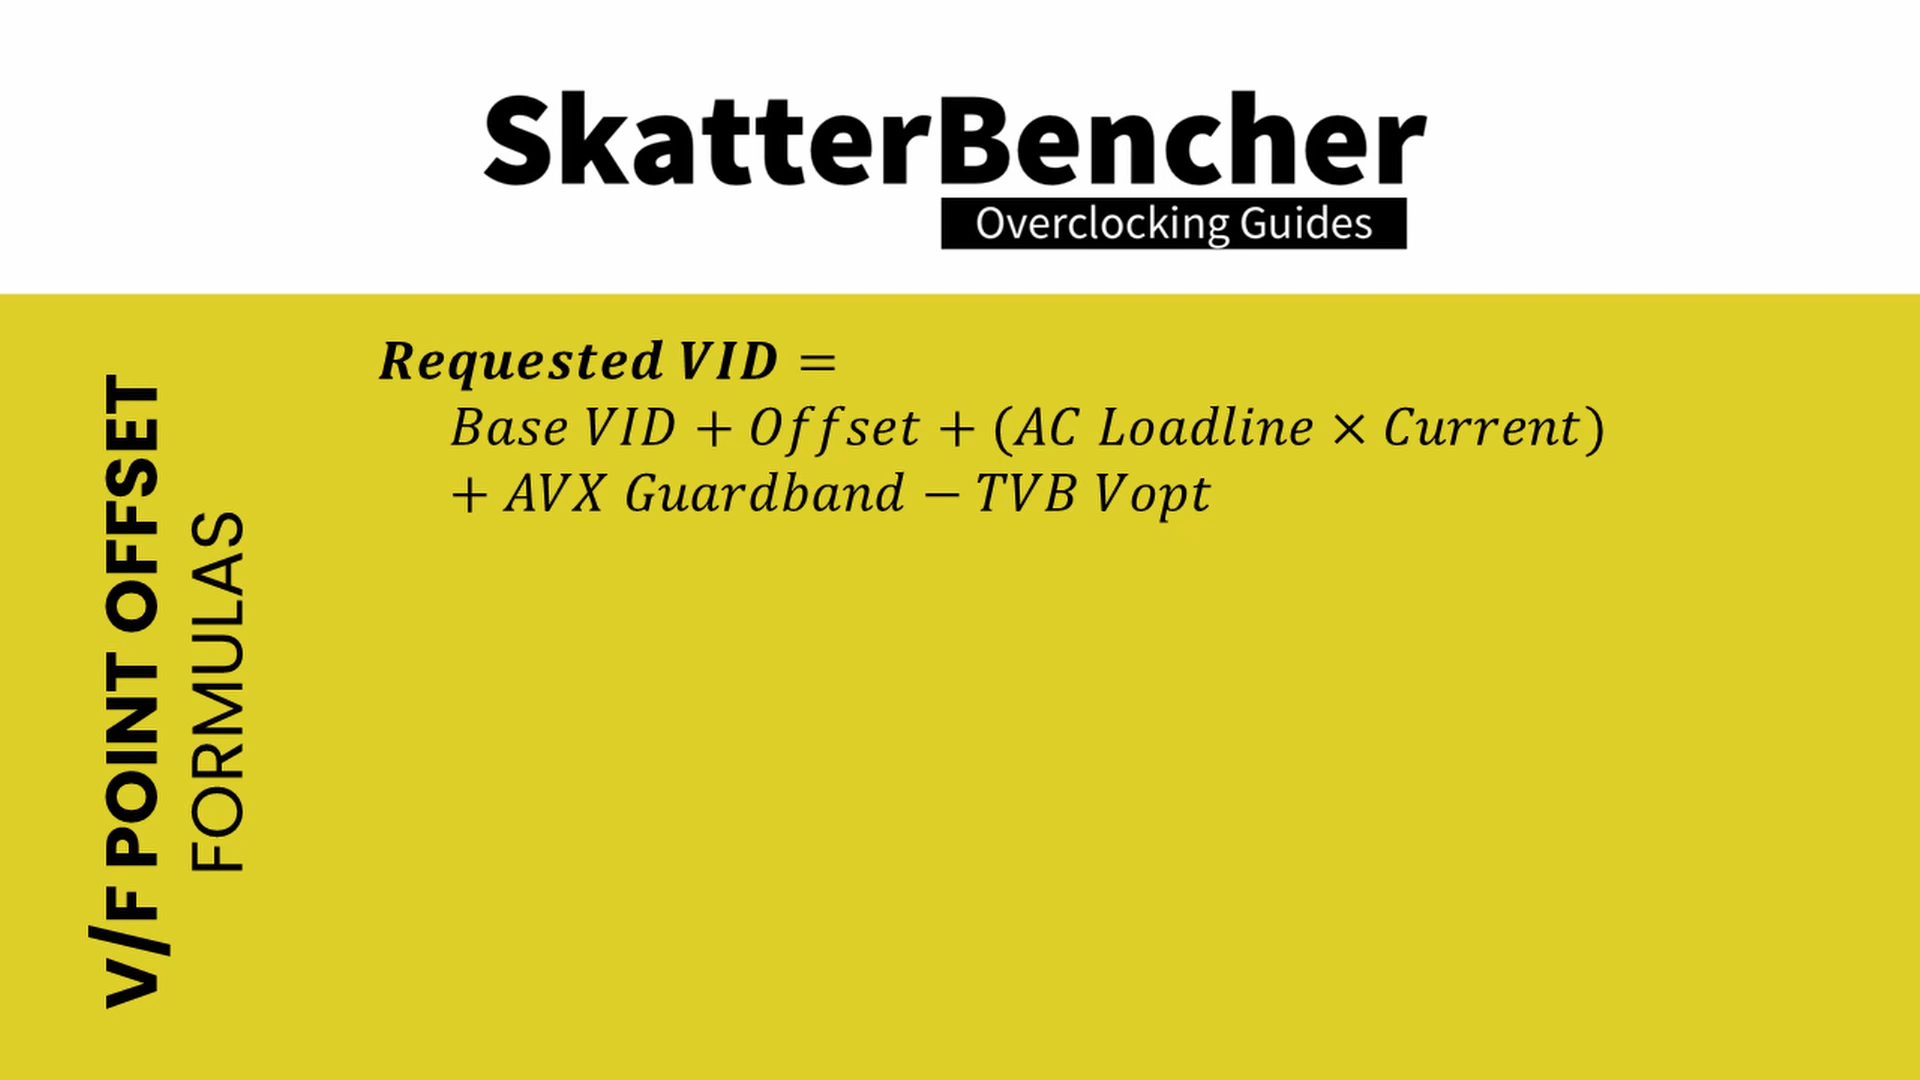 SkatterBencher
Overclocking Guides
V/F POINT OFFSET
FORMULAS
Requested VID =
Base VID + Offset + (AC Loadline × Current)
+ AVX Guardband − TVB Vopt